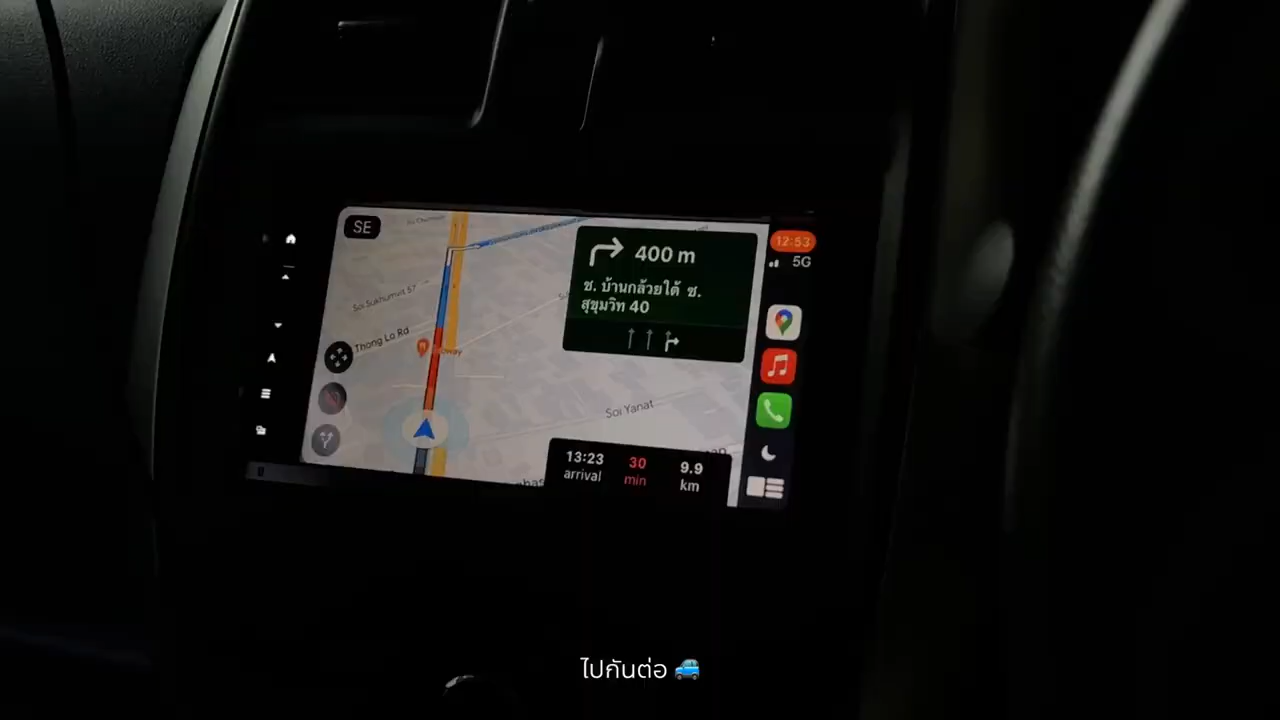 SE
400 m
ซ. บ้านกล้วยใต้ ซ.
สุขุมวิท 40
12:53
5G
Soi Sukhumvit 57
Thong Lo Rd
Soi Yanat
13:23
arrival
30
min
9.9
km
ไปกันต่อ 🚙